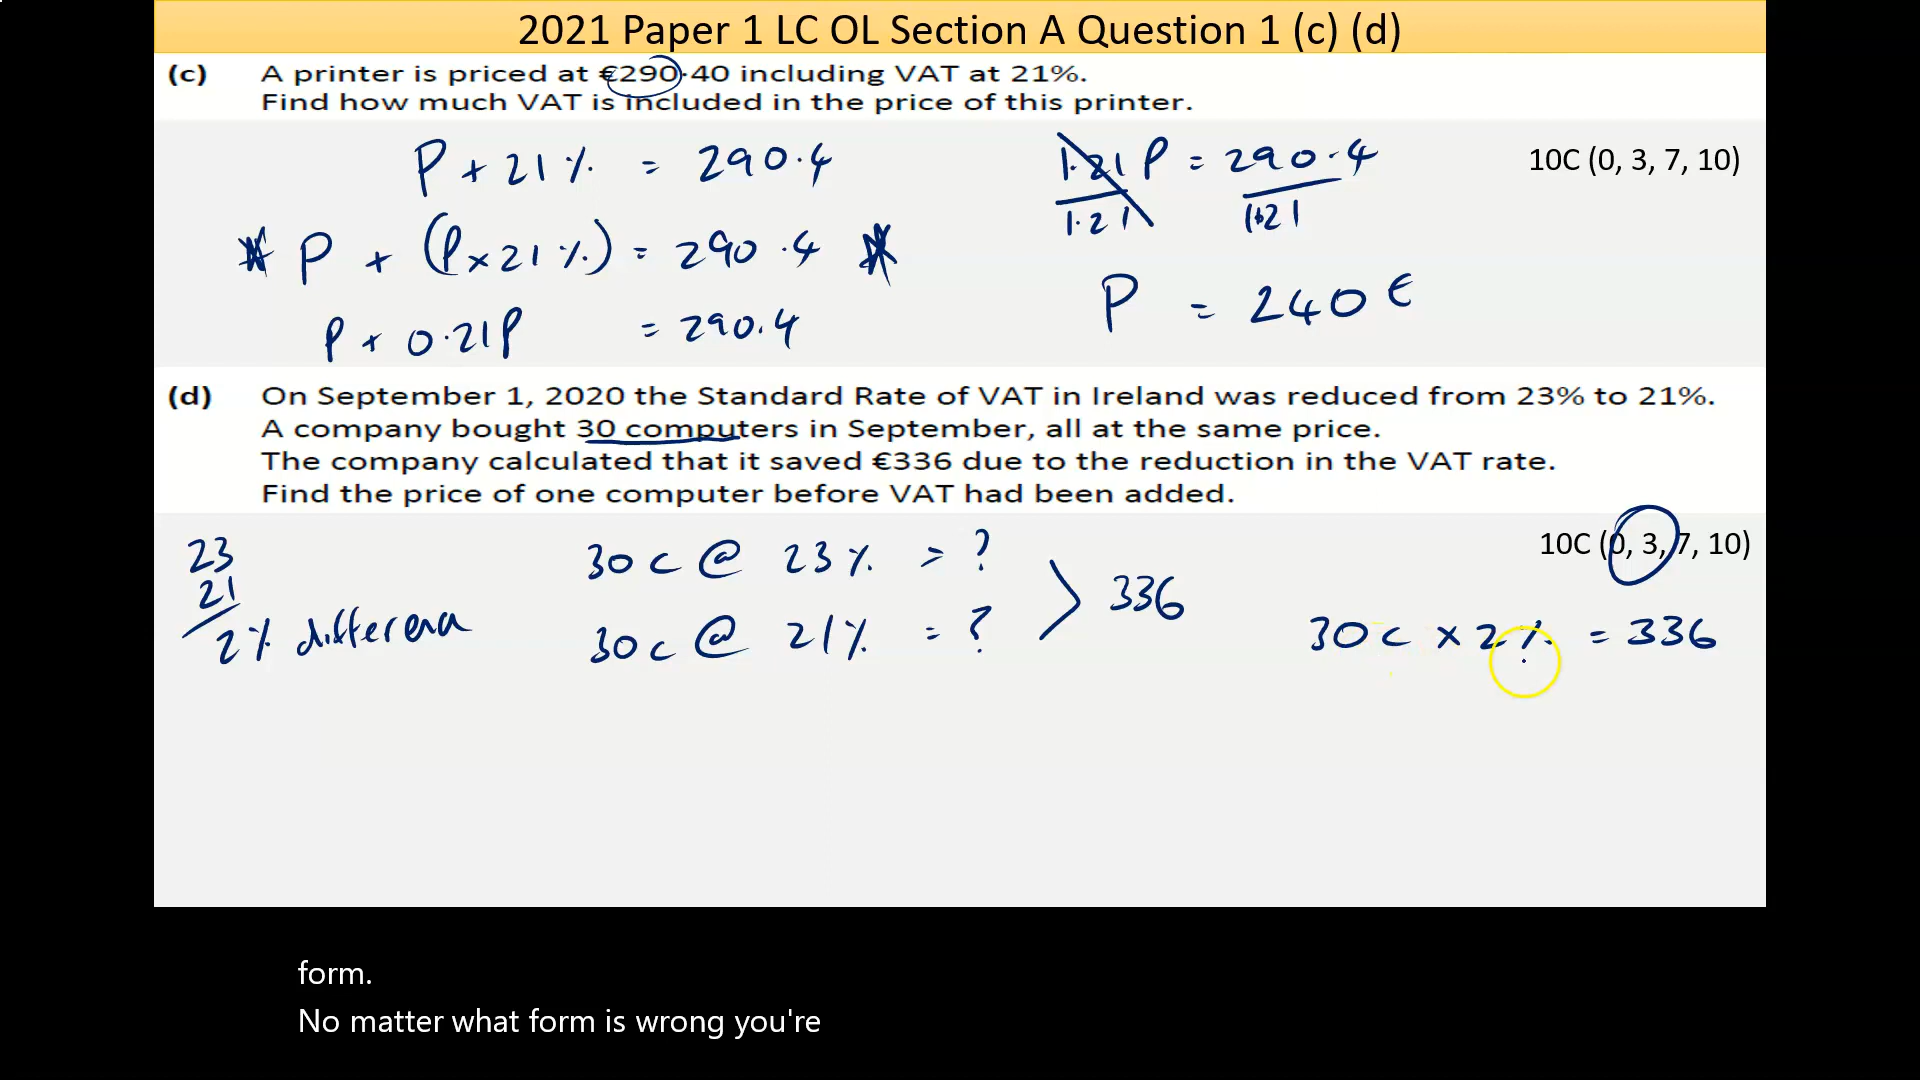 2021 Paper 1 LC OL Section A Question 1 (c) (d)
(c) A printer is priced at €290·40 including VAT at 21%.
Find how much VAT is included in the price of this printer.
10C (0, 3, 7, 10)
P + 21% = 290.4
P + (P x 21%) = 290.4
P + 0.21P = 290.4
1.21 P = 290.4
1.21 1.21
P = 240 €
(d) On September 1, 2020 the Standard Rate of VAT in Ireland was reduced from 23% to 21%.
A company bought 30 computers in September, all at the same price.
The company calculated that it saved €336 due to the reduction in the VAT rate.
Find the price of one computer before VAT had been added.
10C (0, 3, 7, 10)
23
21
2% differena
30 c @ 23% = ?
30 c @ 21% = ?
> 336
30 c x 2% = 336
form.
No matter what form is wrong you're